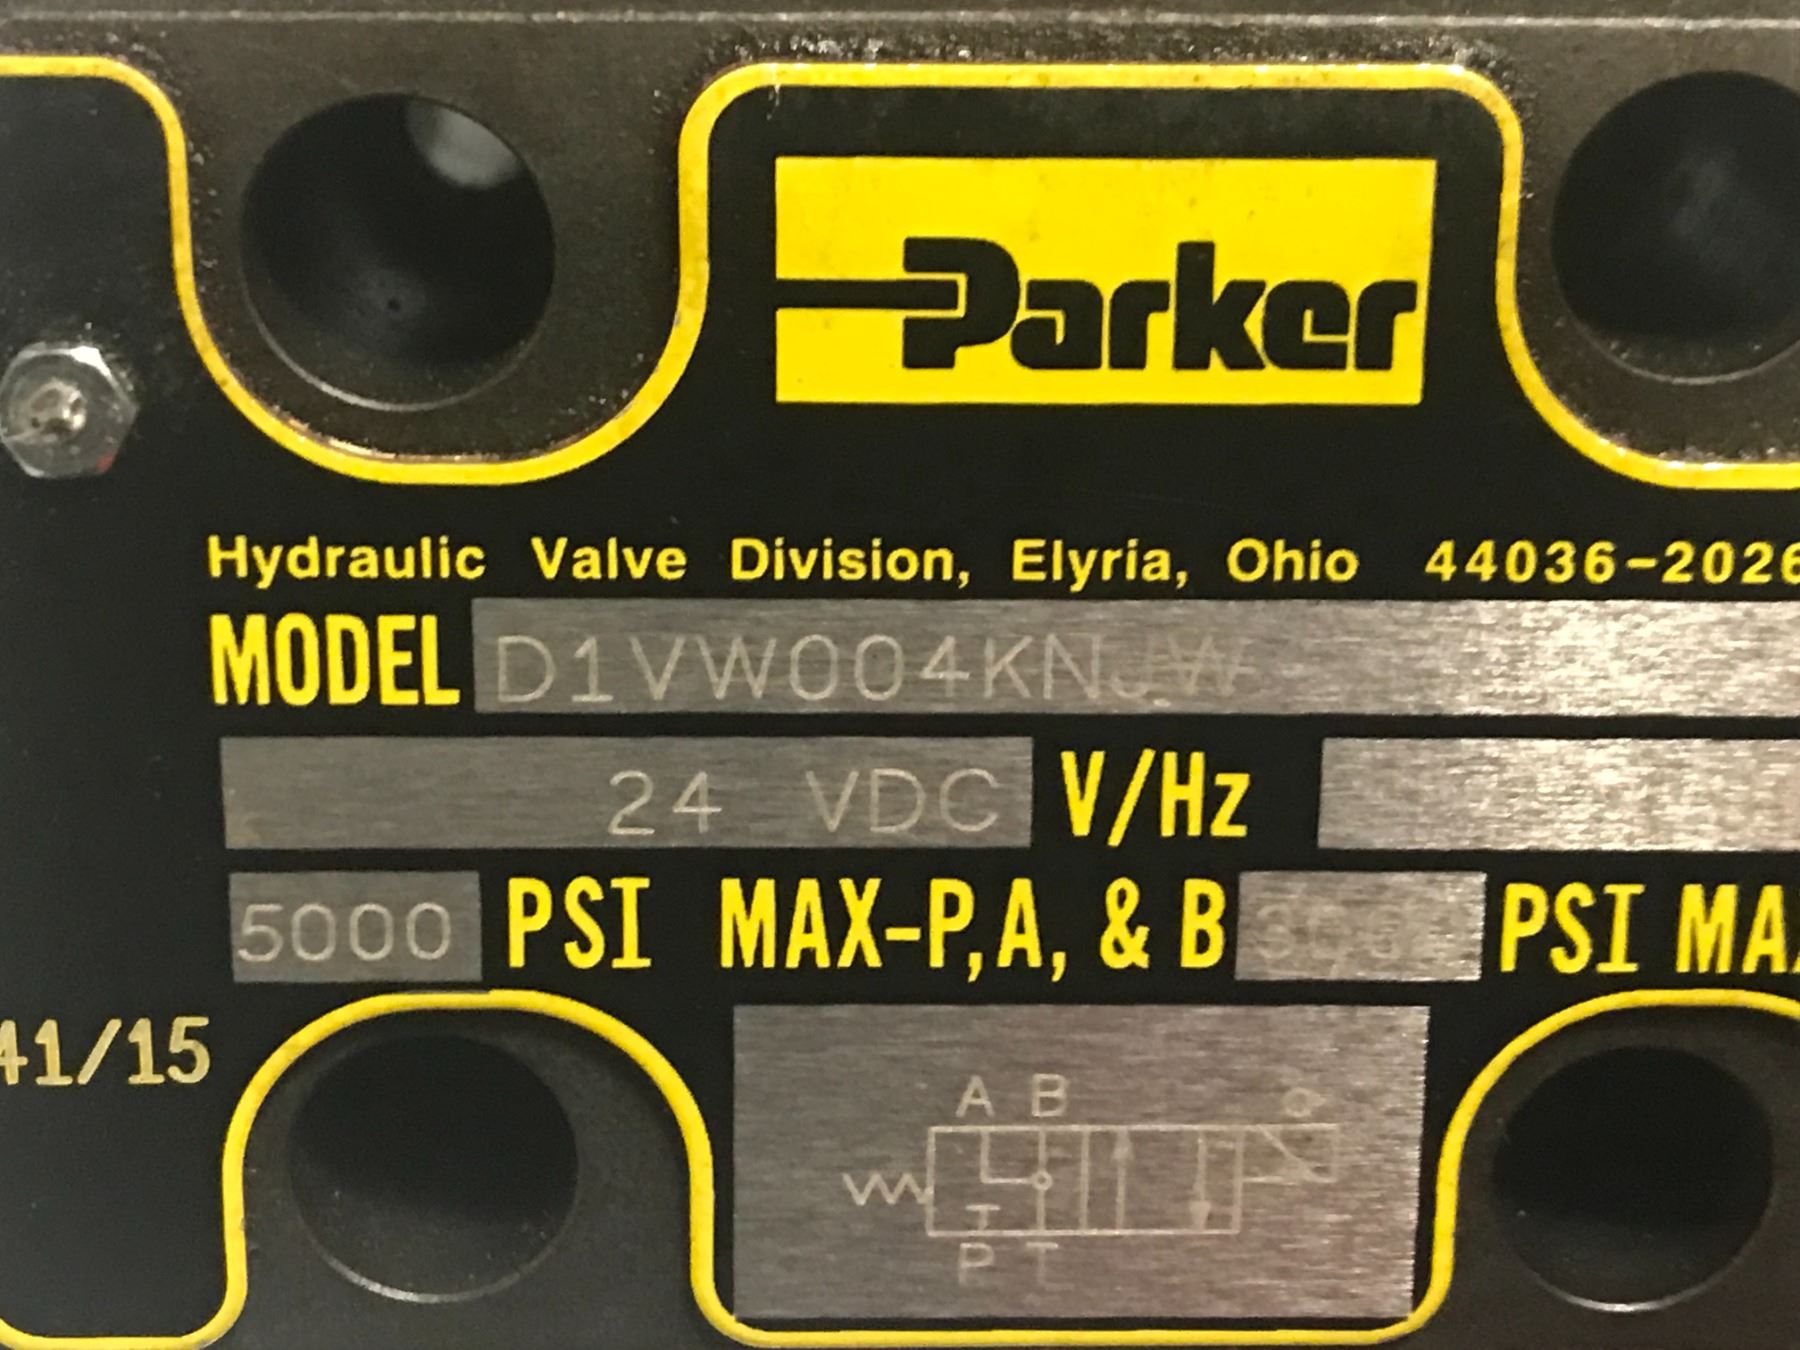 Parker
Hydraulic Valve Division, Elyria, Ohio 44036-2026
MODEL D1VW004KNJW
24 VDC V/Hz
5000 PSI MAX-P,A, & B PSI MA
41/15
A B
P T